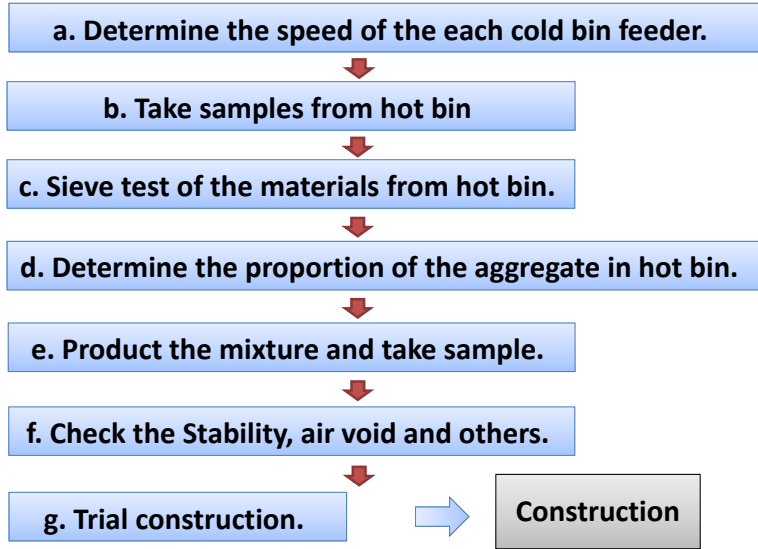 a. Determine the speed of the each cold bin feeder.
b. Take samples from hot bin
c. Sieve test of the materials from hot bin.
d. Determine the proportion of the aggregate in hot bin.
e. Product the mixture and take sample.
f. Check the Stability, air void and others.
g. Trial construction.
Construction